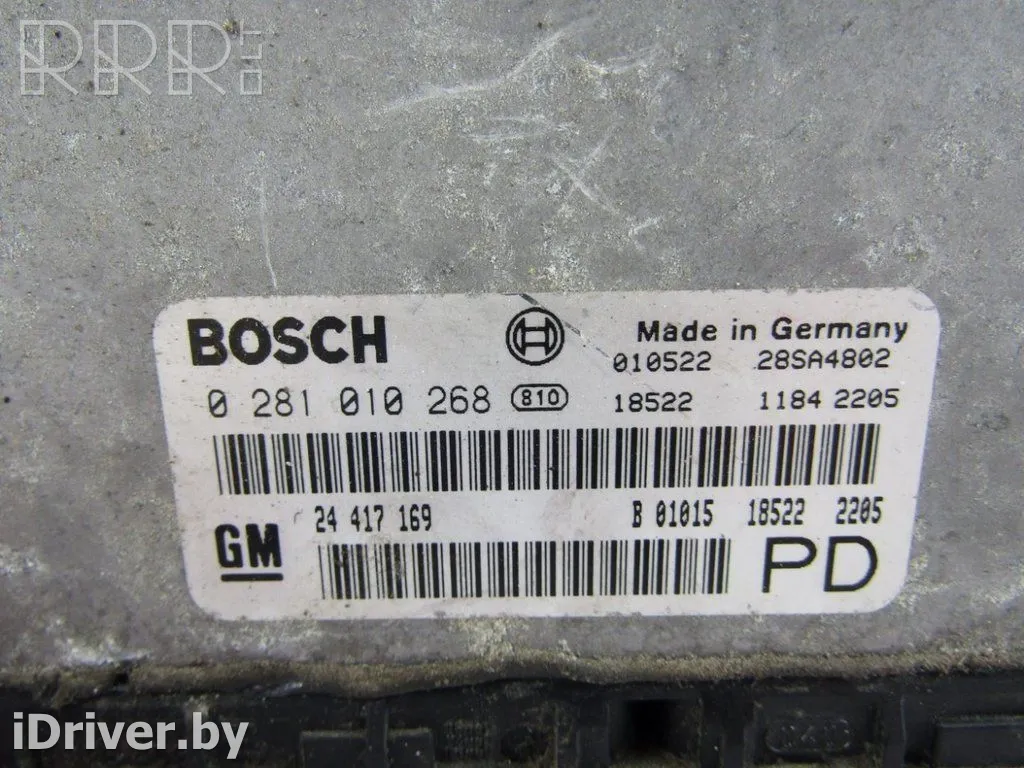 RRR.LT
BOSCH
Made in Germany
010522 28SA4802
0 281 010 268 810 18522 1184 2205
24 417 169 B 01015 18522 2205
GM PD
iDriver.by